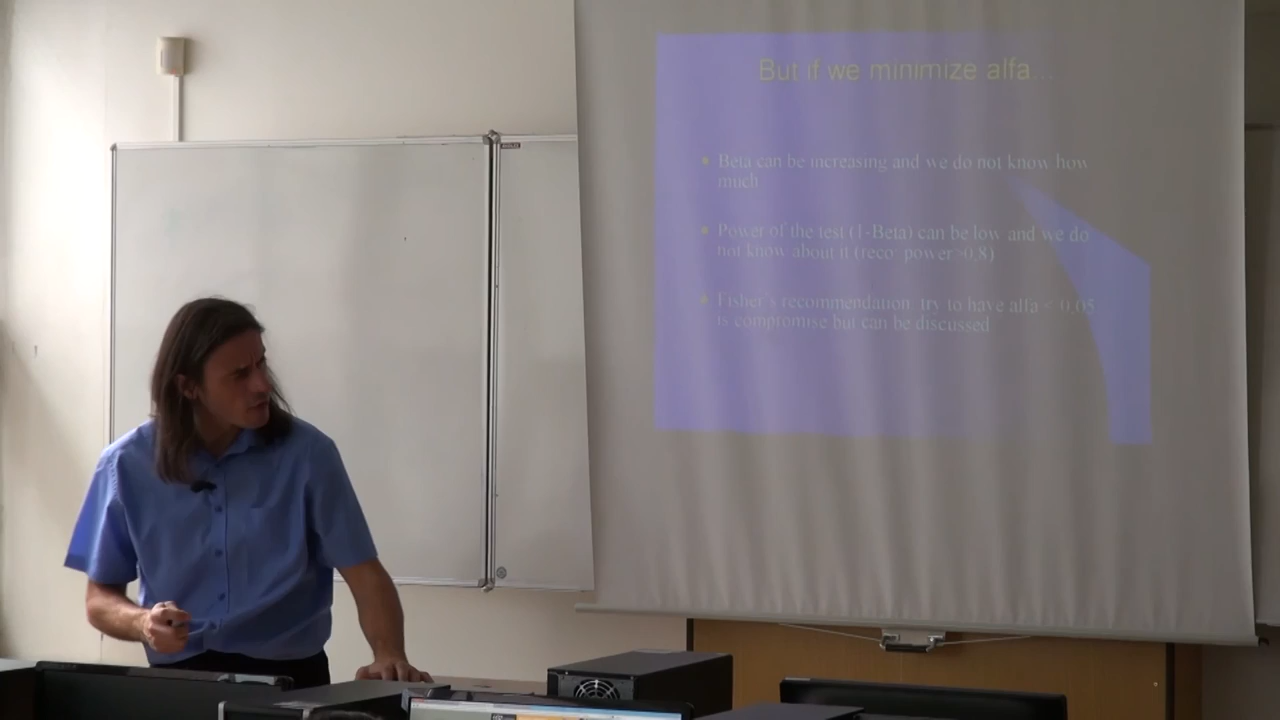 But if we minimize alfa...
Beta can be increasing and we do not know how
much
Power of the test (1-Beta) can be low and we do
not know about it (reco power>0,8)
Fisher's recommendation try to have alfa < 0,05
is compromise but can be discussed